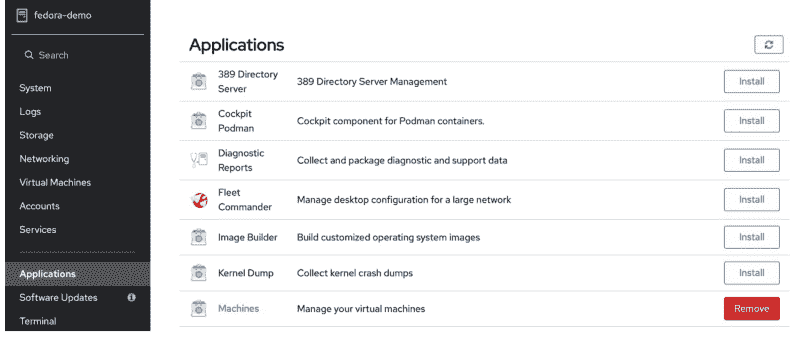 fedora-demo
Search
System
Logs
Storage
Networking
Virtual Machines
Accounts
Services
Applications
Software Updates
Terminal
Applications
389 Directory
Server
389 Directory Server Management
Install
Cockpit
Podman
Cockpit component for Podman containers.
Install
Diagnostic
Reports
Collect and package diagnostic and support data
Install
Fleet
Commander
Manage desktop configuration for a large network
Install
Image Builder
Build customized operating system images
Install
Kernel Dump
Collect kernel crash dumps
Install
Machines
Manage your virtual machines
Remove